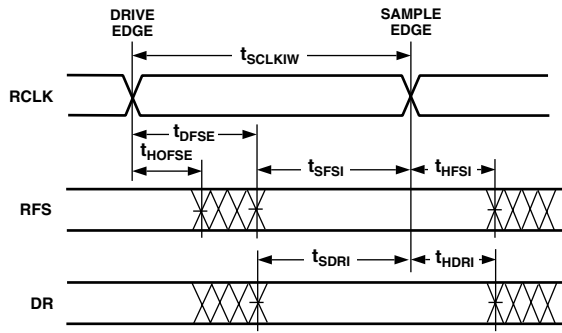 DRIVE EDGE
SAMPLE EDGE
tSCLKIW
RCLK
tDFSE
tHOFSE
tSFSI
tHFSI
RFS
tSDRI
tHDRI
DR